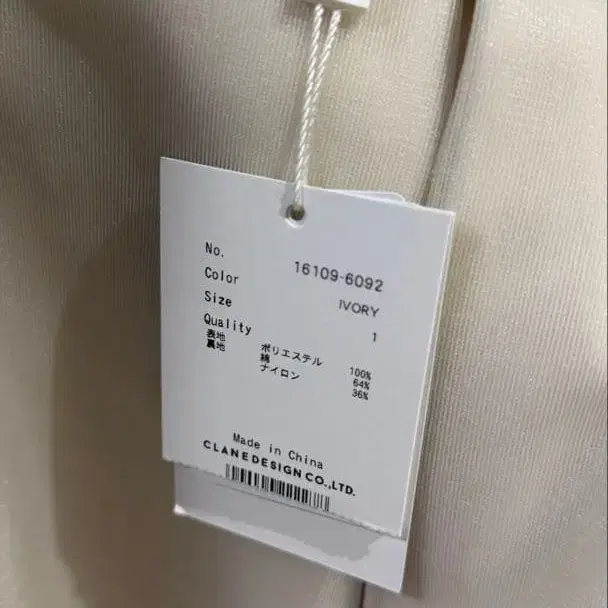 No. 16109-6092
Color IVORY
Size 1
Quality
表地 ポリエステル 100%
裏地 綿 64%
ナイロン 36%
Made in China
CLANEDESIGN CO.,LTD.